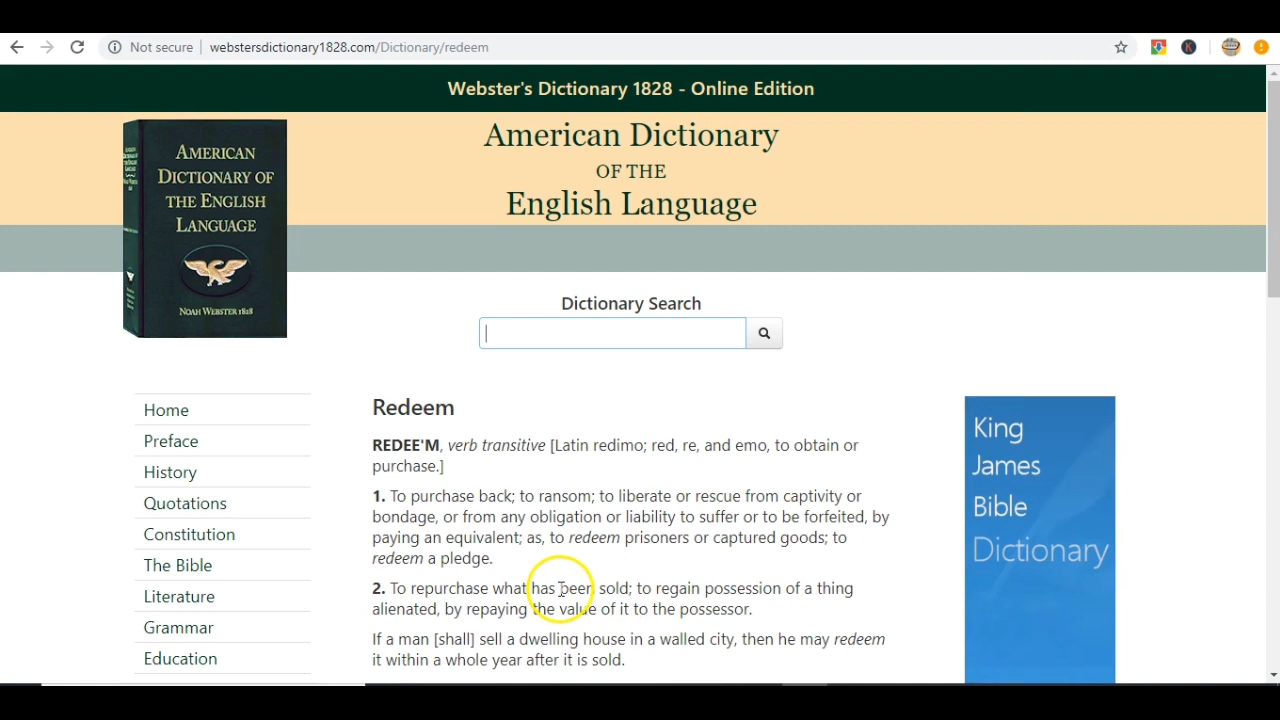 Not secure | webstersdictionary1828.com/Dictionary/redeem
Webster's Dictionary 1828 - Online Edition
AMERICAN
DICTIONARY OF
THE ENGLISH
LANGUAGE
NOAH WEBSTER 1828
American Dictionary
OF THE
English Language
Dictionary Search
Home
Preface
History
Quotations
Constitution
The Bible
Literature
Grammar
Education
Redeem
REDEE'M, verb transitive [Latin redimo; red, re, and emo, to obtain or
purchase.]
1. To purchase back; to ransom; to liberate or rescue from captivity or
bondage, or from any obligation or liability to suffer or to be forfeited, by
paying an equivalent; as, to redeem prisoners or captured goods; to
redeem a pledge.
2. To repurchase what has been sold; to regain possession of a thing
alienated, by repaying the value of it to the possessor.
If a man [shall] sell a dwelling house in a walled city, then he may redeem
it within a whole year after it is sold.
King
James
Bible
Dictionary